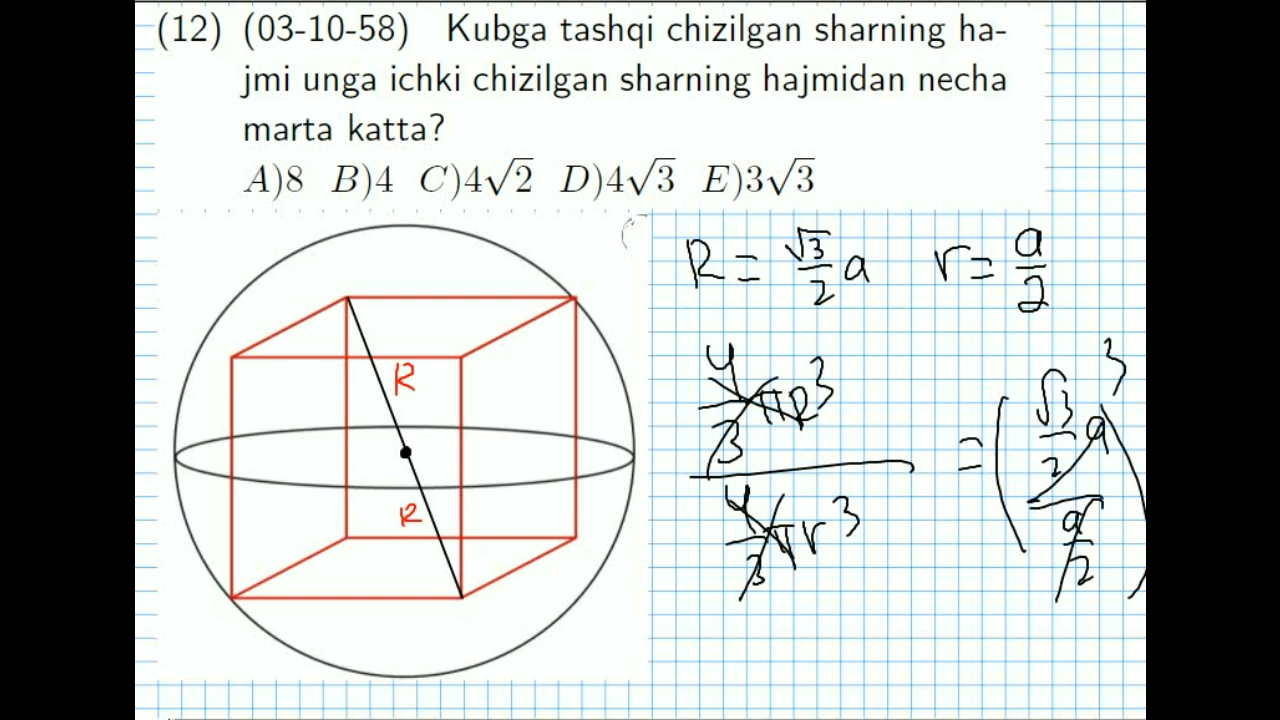 (12) (03-10-58) Kubga tashqi chizilgan sharning ha-
jmi unga ichki chizilgan sharning hajmidan necha
marta katta?
A)8 B)4 C)4√2 D)4√3 E)3√3
R = √3/2 a r = a/2
R
R
4/3 πR³ / 4/3 πr³ = (√3/2 a / a/2)³